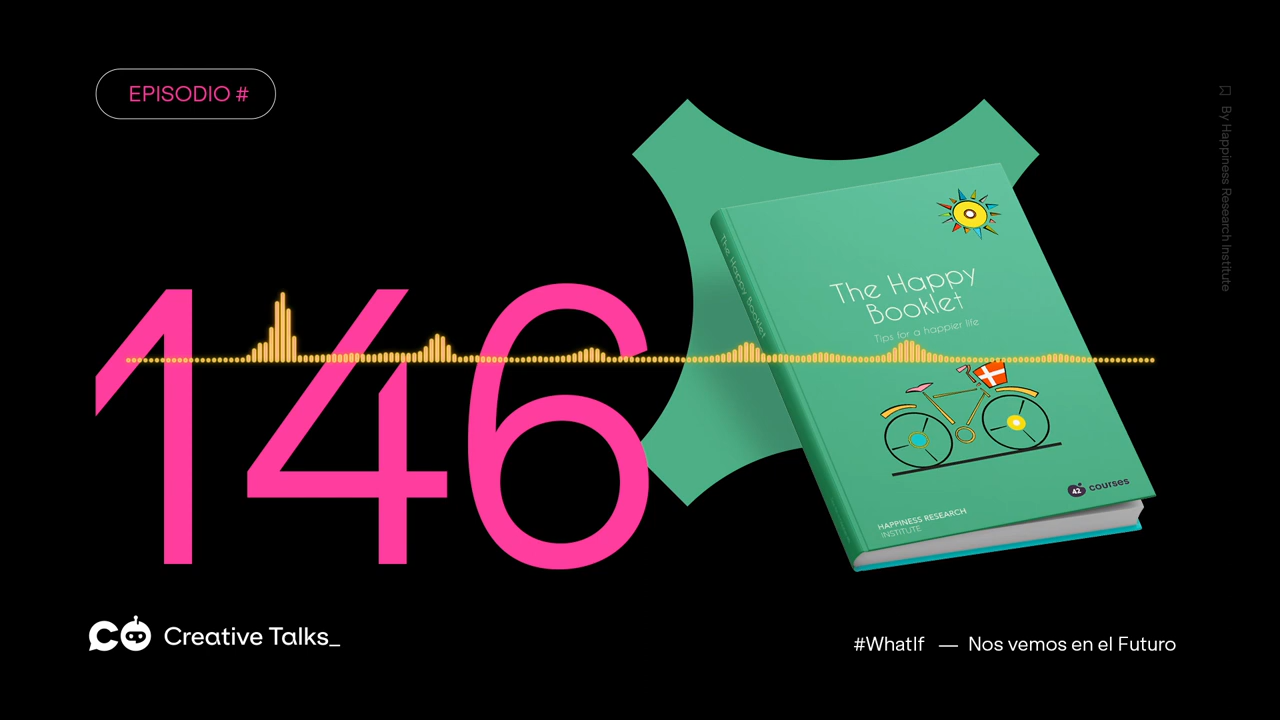 EPISODIO #
By Happiness Research Institute
146
The Happy Booklet
The Happy
Booklet
Tips for a happier life
42 courses
HAPPINESS RESEARCH
INSTITUTE
Creative Talks_
#WhatIf — Nos vemos en el Futuro